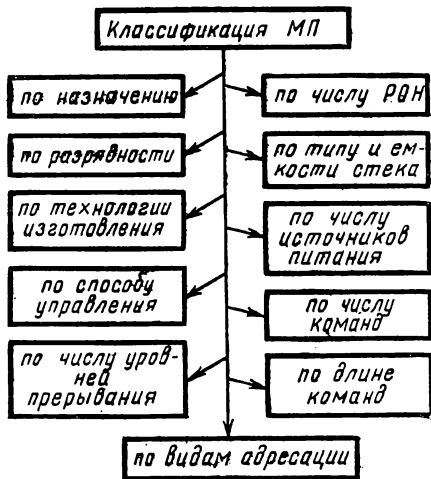 Классификация МП
по назначению
по разрядности
по технологии
изготовления
по способу
управления
по числу уров-
ней
прерывания
по числу РОН
по типу и ем-
кости стека
по числу
источников
питания
по числу
команд
по длине
команд
по видам адресации